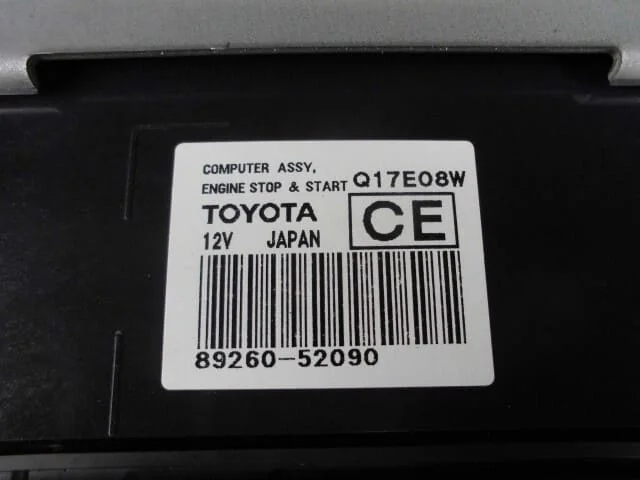 COMPUTER ASSY,
ENGINE STOP & START Q17E08W
TOYOTA CE
12V JAPAN
89260-52090